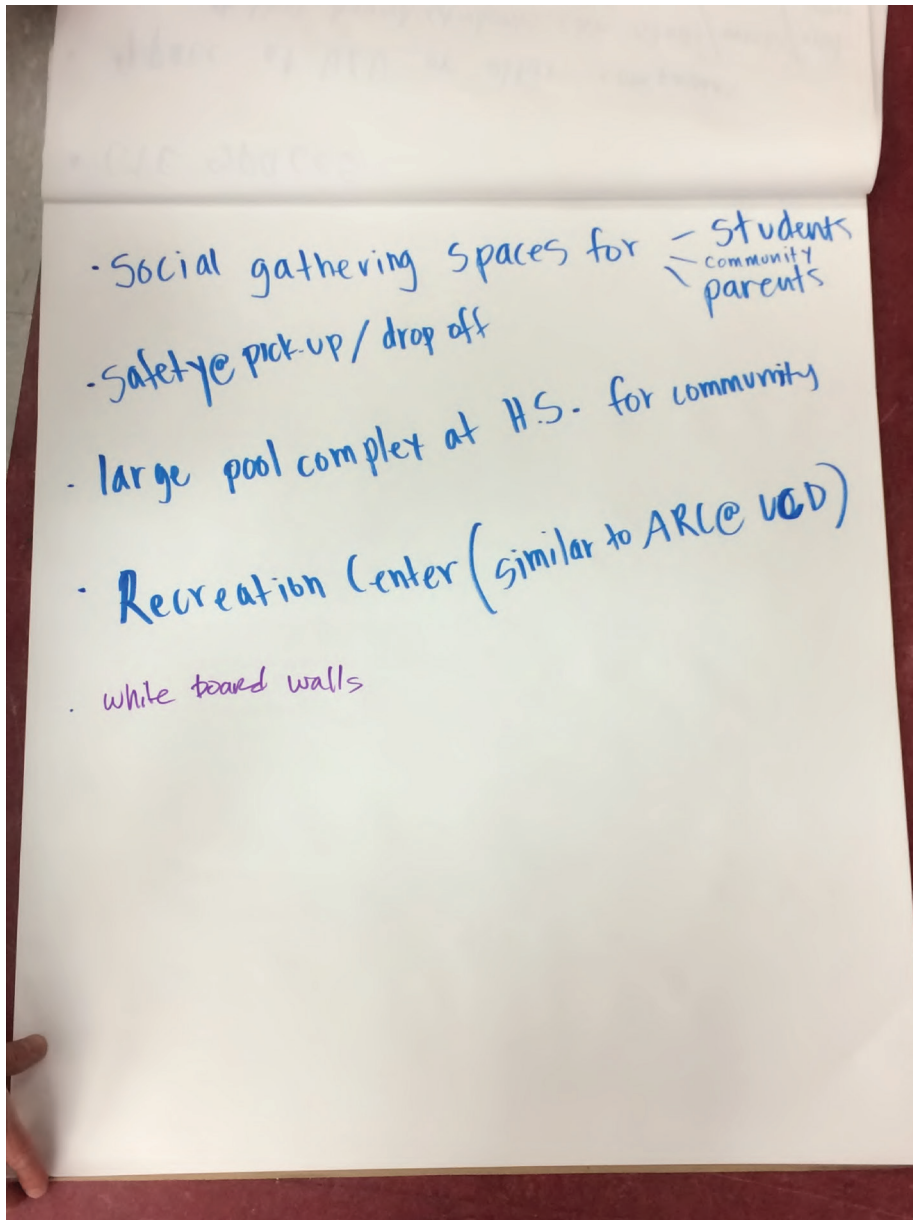 · Social gathering spaces for – students
– community
\ parents
· Safety @ pick-up / drop off
· large pool complex at H.S. for community
· Recreation Center (similar to ARC @ UCD)
· white board walls